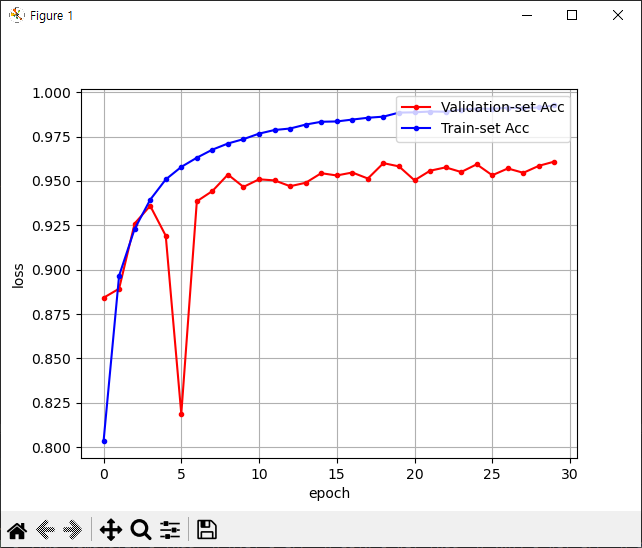 Figure 1
Validation-set Acc
Train-set Acc
1.000
0.975
0.950
0.925
0.900
0.875
0.850
0.825
0.800
loss
0 5 10 15 20 25 30
epoch